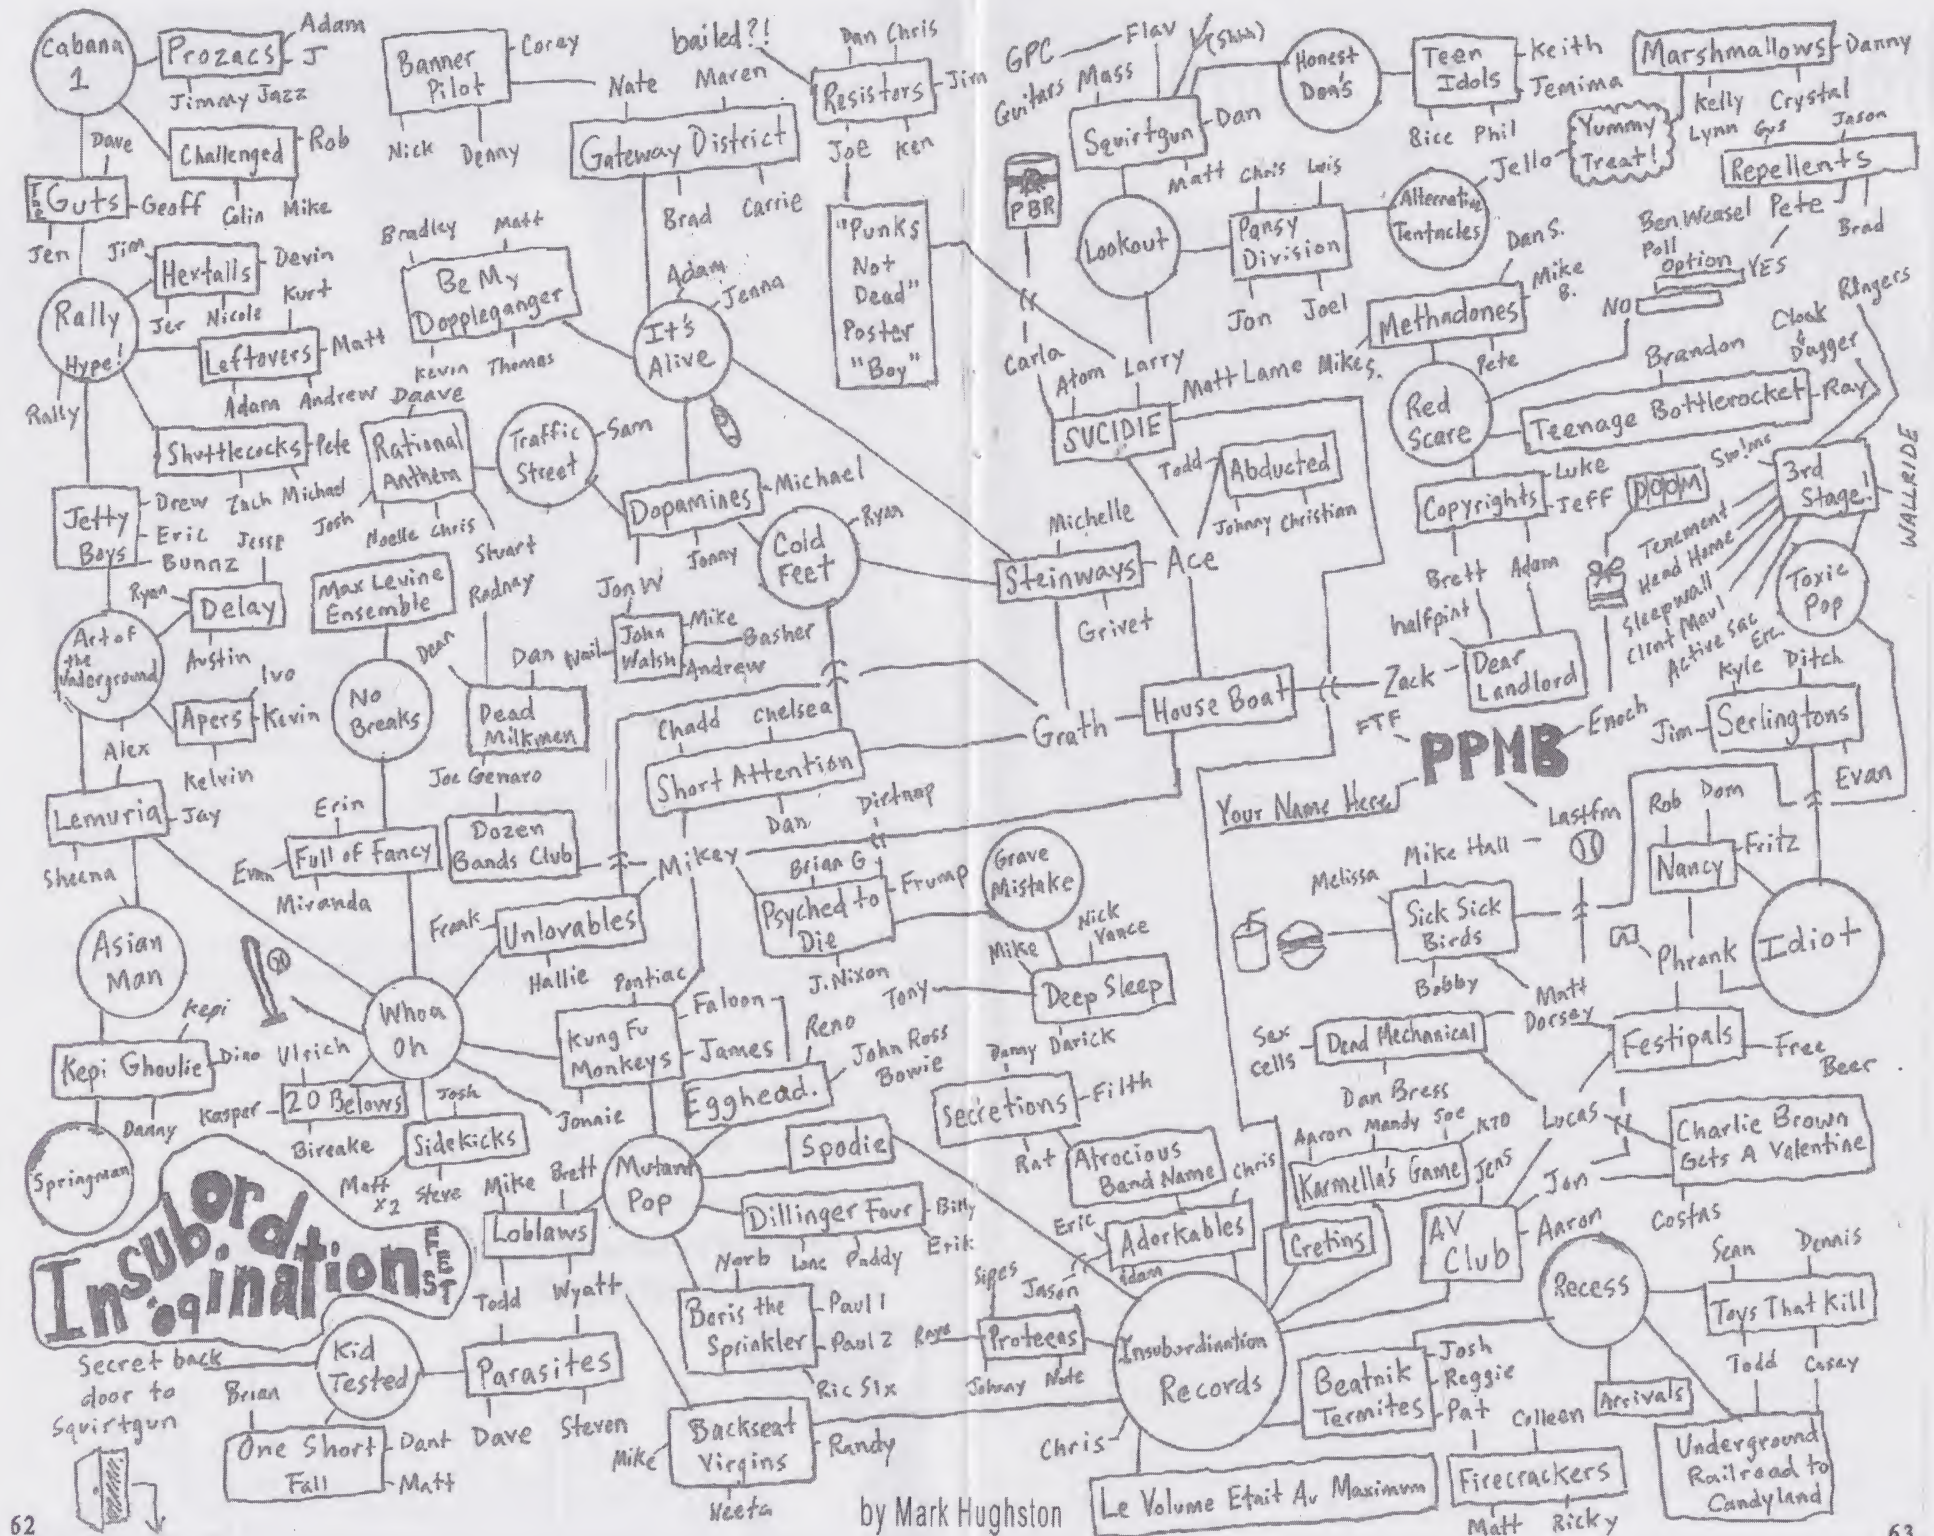 Cabana
1
Prozacs
Adam
J
Jimmy Jazz
Challenged
Rob
Colin
Mike
Dave
The
Guts
Geoff
Jen
Banner
Pilot
Corey
Nick
Denny
Nate
Maren
Gateway District
Brad
Carrie
bailed?!
Dan Chris
Resistors
Jim
Joe
Ken
"Punks
Not
Dead"
Poster
"Boy"
GPC
Flav
(Shhh)
Guitars
Mass
Squirtgun
Dan
Matt
Honest
Don's
Teen
Idols
Keith
Jemima
Bice
Phil
Marshmallows
Danny
Kelly
Crystal
Lynn
Yummy
Treat!
Jello
Gus
Jason
Repellents
Pete
Brad
PBR
Lookout
Chris
Luis
Pansy
Division
Jon
Joel
Alternative
Tentacles
Ben Weasel
Poll
Option
YES
NO
Dan S.
Mike
B.
Methadones
Mike S.
Pete
Red
Scare
Brandon
Teenage Bottlerocket
Ray
Cloak
&
Dagger
Ringers
WALLRIDE
3rd
Stage!
DOOM
Tenement
Head Home
Sleepwall
Active Sac
Etc.
Toxic
Pop
Rally
Hype!
Rally
Jim
Hextalls
Devin
Jer
Nicole
Kurt
Leftovers
Matt
Adam
Andrew
Shuttlecocks
Pete
Zach
Michael
Bradley
Matt
Be My
Doppleganger
Kevin
Thomas
Adam
Jenna
It's
Alive
Daave
Rational
Anthem
Josh
Noelle
Chris
Traffic
Street
Sam
Dopamines
Michael
Jonny
Jon W
Cold
Feet
Ryan
Carla
Atom
Larry
Matt Lame
SUCIDIE
Todd
Abducted
Johnny
Christian
Michelle
Steinways
Ace
Grivet
Copyrights
Luke
Jeff
Brett
Adam
halfpint
Dear
Landlord
Zack
Jetty
Boys
Drew
Eric
Bunnz
Jesse
Ryan
Delay
Austin
Art of
the
Underground
Ivo
Apers
Kevin
Kelvin
Alex
Lemuria
Jay
Sheena
Max Levine
Ensemble
No
Breaks
Stuart
Rodney
Dean
Dan
Dead
Milkmen
Joe Genaro
Dozen
Bands Club
John
Walsh
Mike
Basher
Andrew
Chadd
Chelsea
Short Attention
Dan
Grath
House Boat
FTF
PPMB
Enoch
Your Name Here
Lastfm
Kyle
Ditch
Jim
Serlingtons
Evan
Erin
Full of Fancy
Evan
Miranda
Mikey
Frank
Unlovables
Hallie
Dirtnap
Brian G
Psyched to
Die
Frump
J. Nixon
Grave
Mistake
Mike
Nick
Vance
Deep Sleep
Tony
Danny
Darick
Mike Hall
Melissa
Sick Sick
Birds
Bobby
Matt
Dorsey
Rob
Dom
Nancy
Fritz
Phrank
Idiot
Asian
Man
Kepi
Kepi Ghoulie
Dino
Danny
Springman
Whoa
Oh
Ulrich
20 Belows
Kasper
Josh
Sidekicks
Matt
x2
Steve
Jonnie
Pontiac
Kung Fu
Monkeys
Faloon
James
Reno
John Ross
Bowie
Egghead.
Secretions
Filth
Rat
Sex
Cells
Dead Mechanical
Dan Bress
Festipals
Free
Beer
Lucas
Jon
Charlie Brown
Gets A Valentine
Costas
Aaron
Mandy
Joe
KTO
Karmella's Game
Cretins
AV
Club
Aaron
Insubordination
FEST
Mutant
Pop
Spodie
Mike
Brett
Loblaws
Todd
Wyatt
Dillinger Four
Billy
Erik
Lane
Paddy
Norb
Boris the
Sprinkler
Paul 1
Paul 2
Ric Six
Atrocious
Band Name
Chris
Eric
Adorkables
Adam
Sipes
Jason
Proteens
Johnny
Nate
Insubordination
Records
Chris
Recess
Sean
Dennis
Toys That Kill
Todd
Casey
Arrivals
Underground
Railroad to
Candyland
Beatnik
Termites
Josh
Reggie
Pat
Colleen
Firecrackers
Matt
Ricky
Le Volume Etait Au Maximum
Secret back
door to
Squirtgun
Kid
Tested
Brian
One Short
Fall
Dant
Matt
Parasites
Dave
Steven
Backseat
Virgins
Mike
Randy
Neeta
by Mark Hughston
62
63